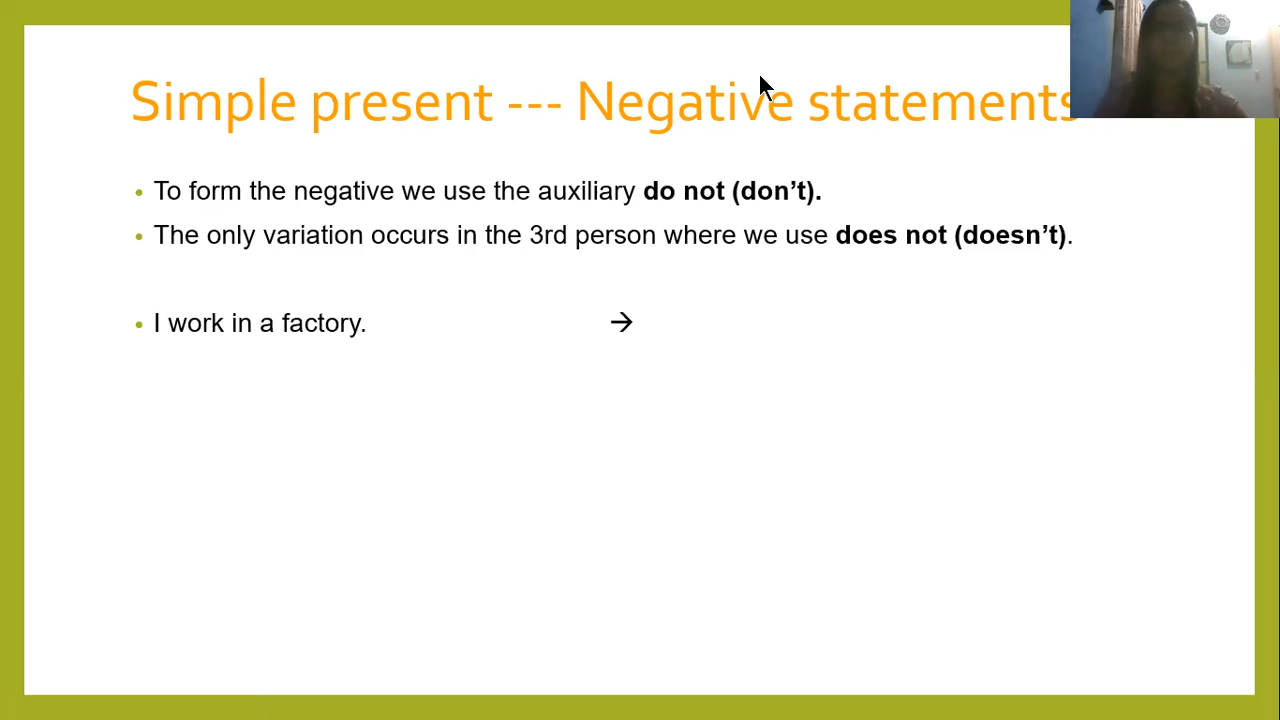 Simple present --- Negative statements
• To form the negative we use the auxiliary do not (don’t).
• The only variation occurs in the 3rd person where we use does not (doesn’t).
• I work in a factory. →